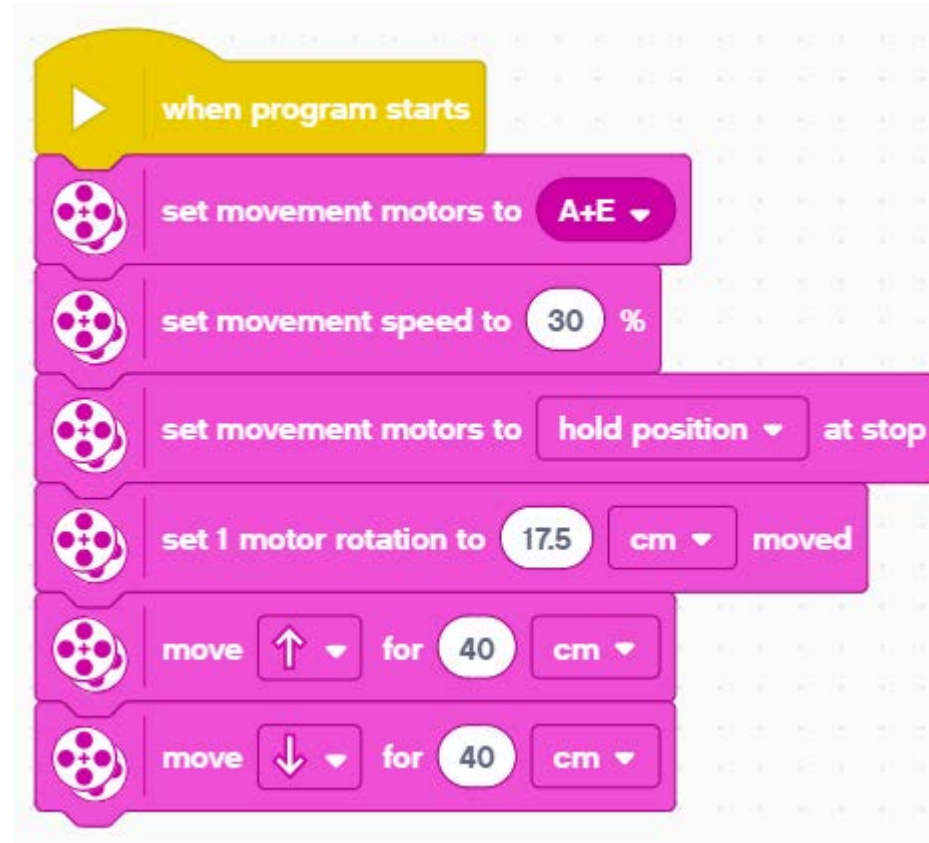 when program starts
set movement motors to A+E
set movement speed to 30 %
set movement motors to hold position at stop
set 1 motor rotation to 17.5 cm moved
move ↑ for 40 cm
move ↓ for 40 cm